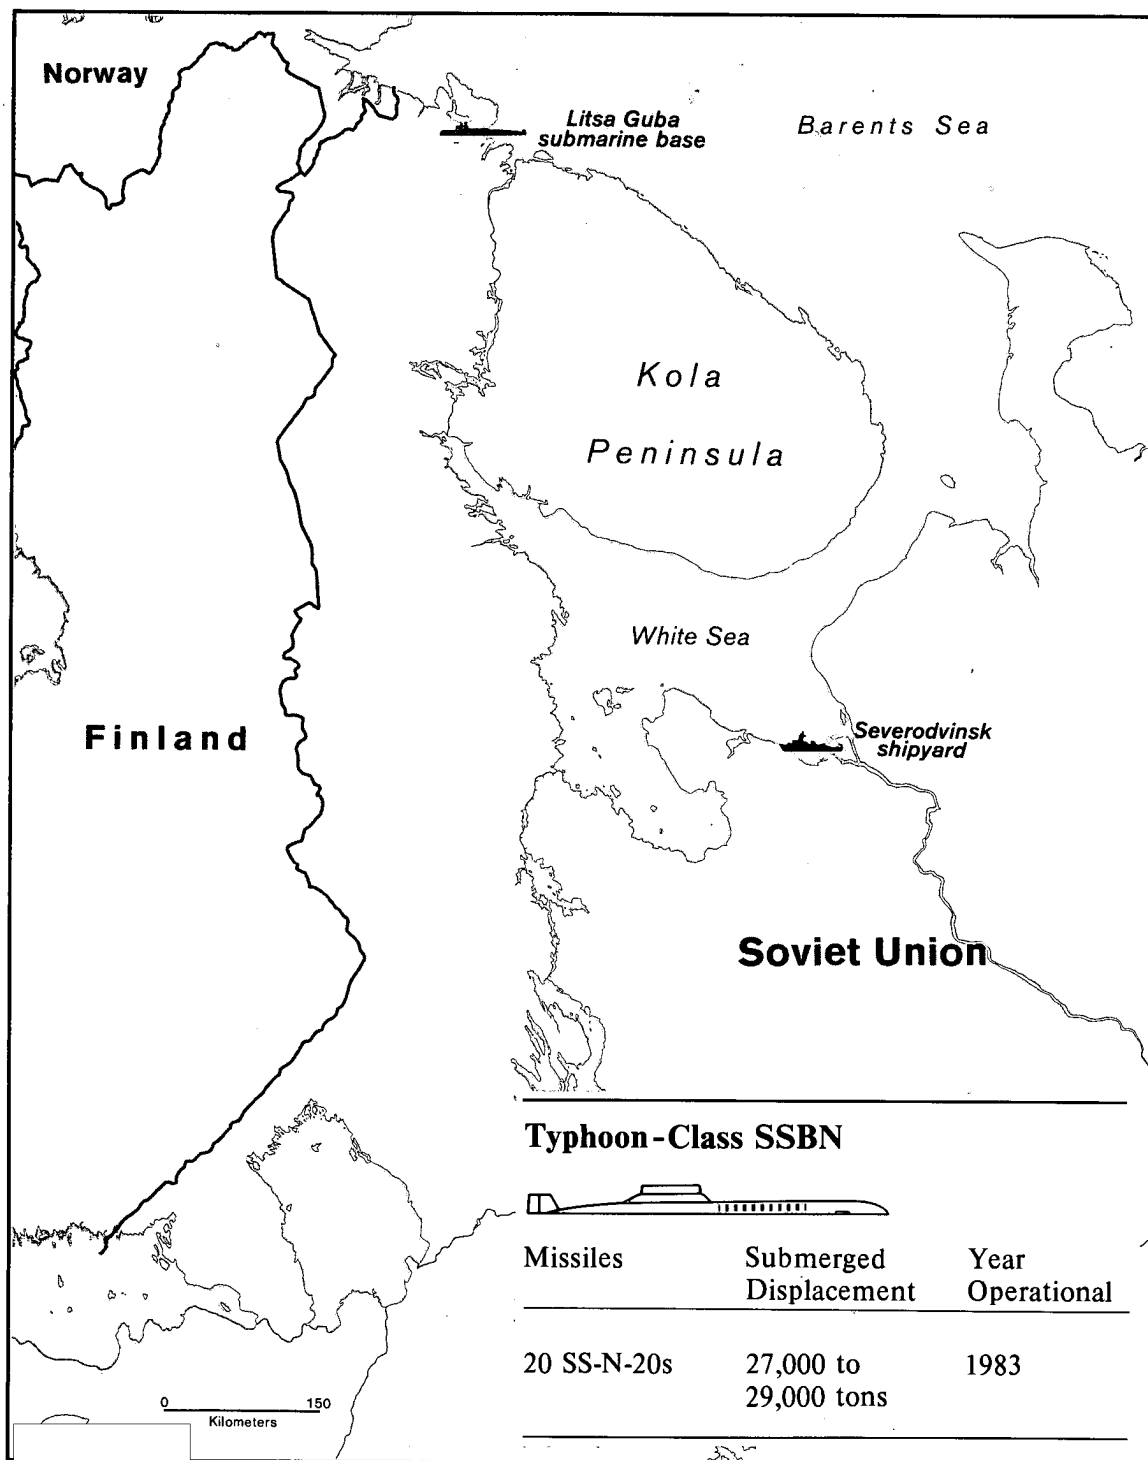 Norway
Litsa Guba
submarine base
Barents Sea
Kola
Peninsula
White Sea
Finland
Severodvinsk
shipyard
Soviet Union
Typhoon-Class SSBN
Missiles
Submerged
Displacement
Year
Operational
20 SS-N-20s
27,000 to
29,000 tons
1983
0 150
Kilometers